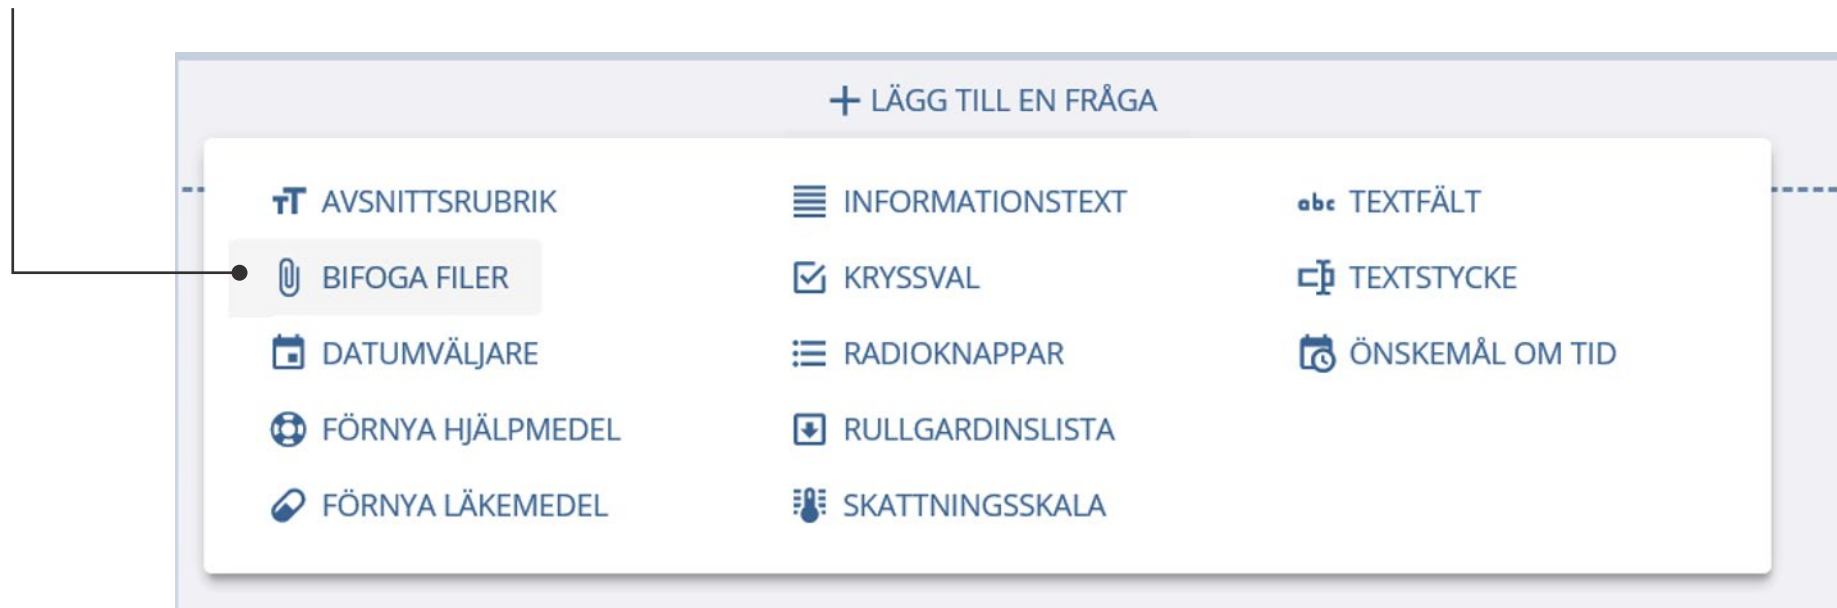 + LÄGG TILL EN FRÅGA
AVSNITTSRUBRIK
BIFOGA FILER
DATUMVÄLJARE
FÖRNYA HJÄLPMEDEL
FÖRNYA LÄKEMEDEL
INFORMATIONSTEXT
KRYSSVAL
RADIOKNAPPAR
RULLGARDINSLISTA
SKATTNINGSSKALA
abc TEXTFÄLT
TEXTSTYCKE
ÖNSKEMÅL OM TID